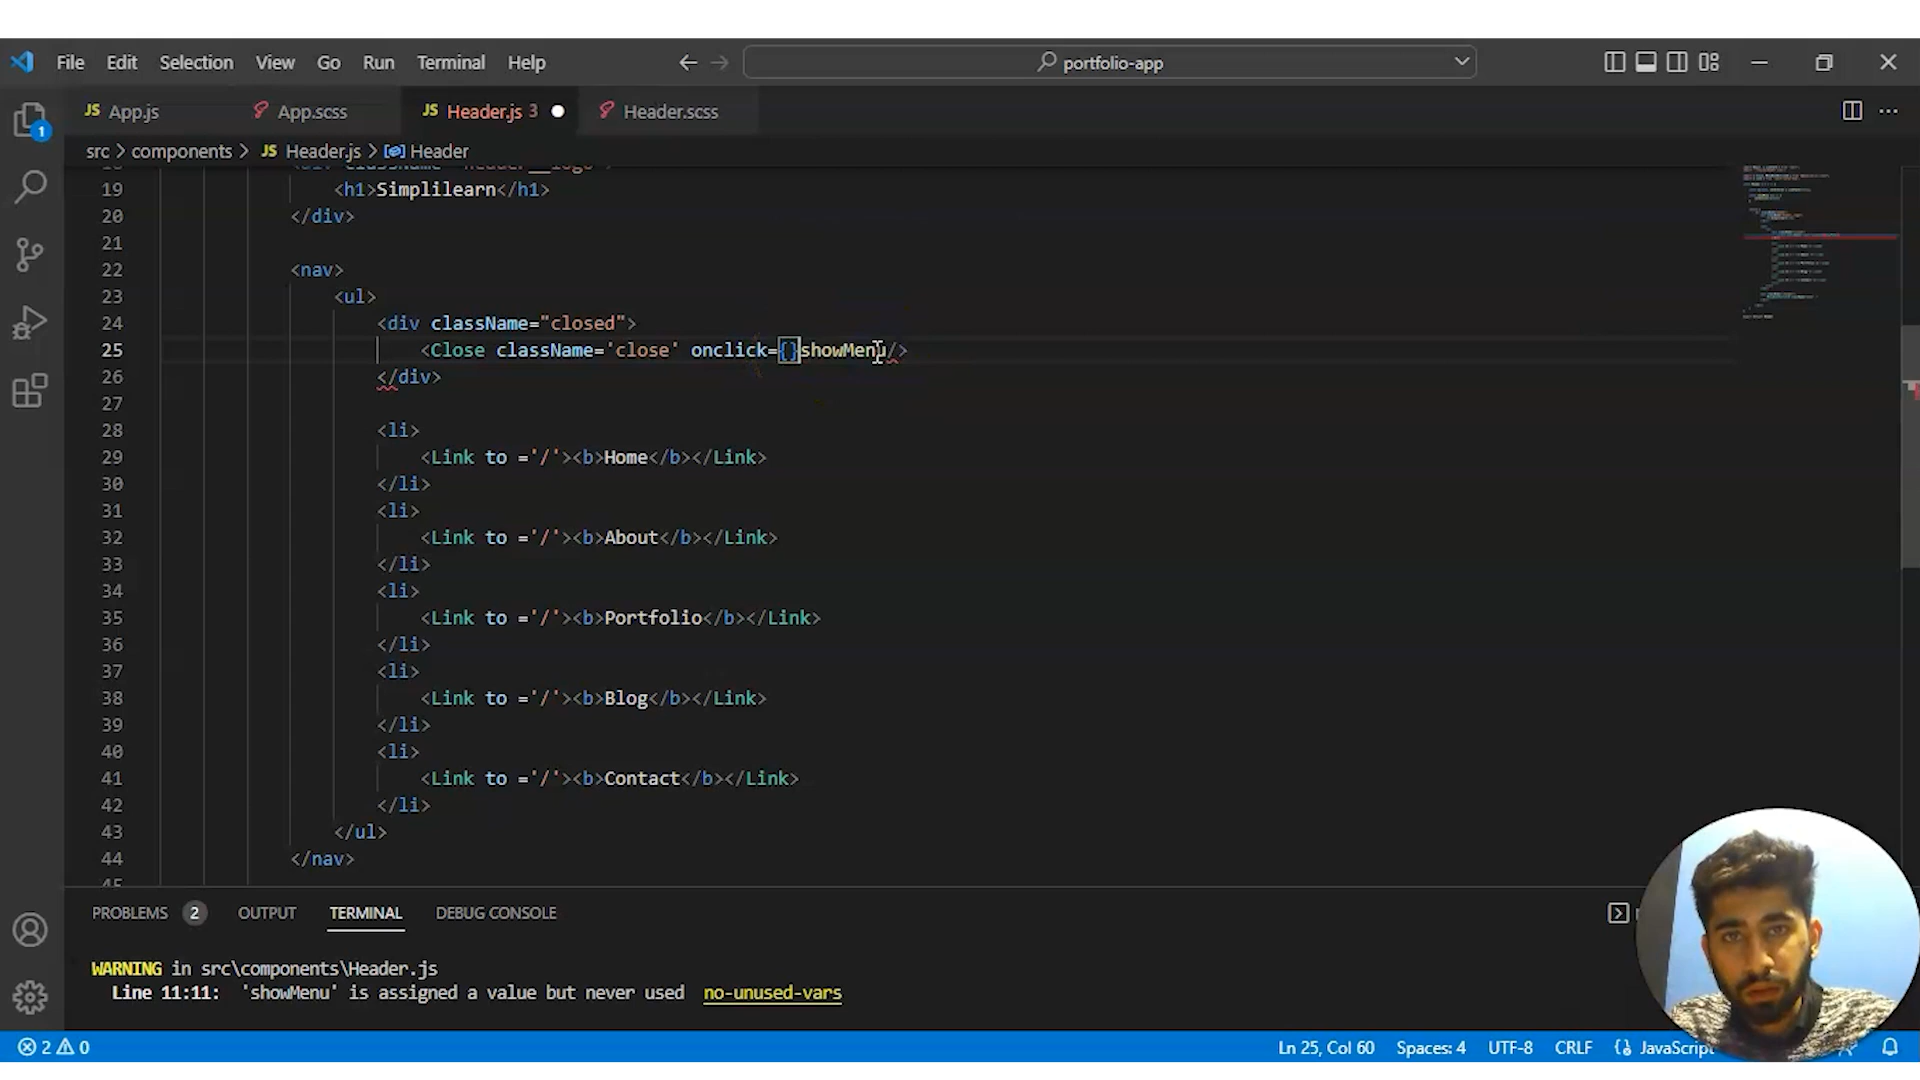 File Edit Selection View Go Run Terminal Help portfolio-app
1
JS App.js App.scss JS Header.js 3 Header.scss
src > components > JS Header.js > Header
19 <h1>Simplilearn</h1>
20 </div>
21
22 <nav>
23 <ul>
24 <div className="closed">
25 <Close className='close' onclick={}showMenu/>
26 </div>
27
28 <li>
29 <Link to ='/'><b>Home</b></Link>
30 </li>
31 <li>
32 <Link to ='/'><b>About</b></Link>
33 </li>
34 <li>
35 <Link to ='/'><b>Portfolio</b></Link>
36 </li>
37 <li>
38 <Link to ='/'><b>Blog</b></Link>
39 </li>
40 <li>
41 <Link to ='/'><b>Contact</b></Link>
42 </li>
43 </ul>
44 </nav>
PROBLEMS 2 OUTPUT TERMINAL DEBUG CONSOLE
WARNING in src\components\Header.js
Line 11:11: 'showMenu' is assigned a value but never used no-unused-vars
2 0 Ln 25, Col 60 Spaces: 4 UTF-8 CRLF {} JavaScript